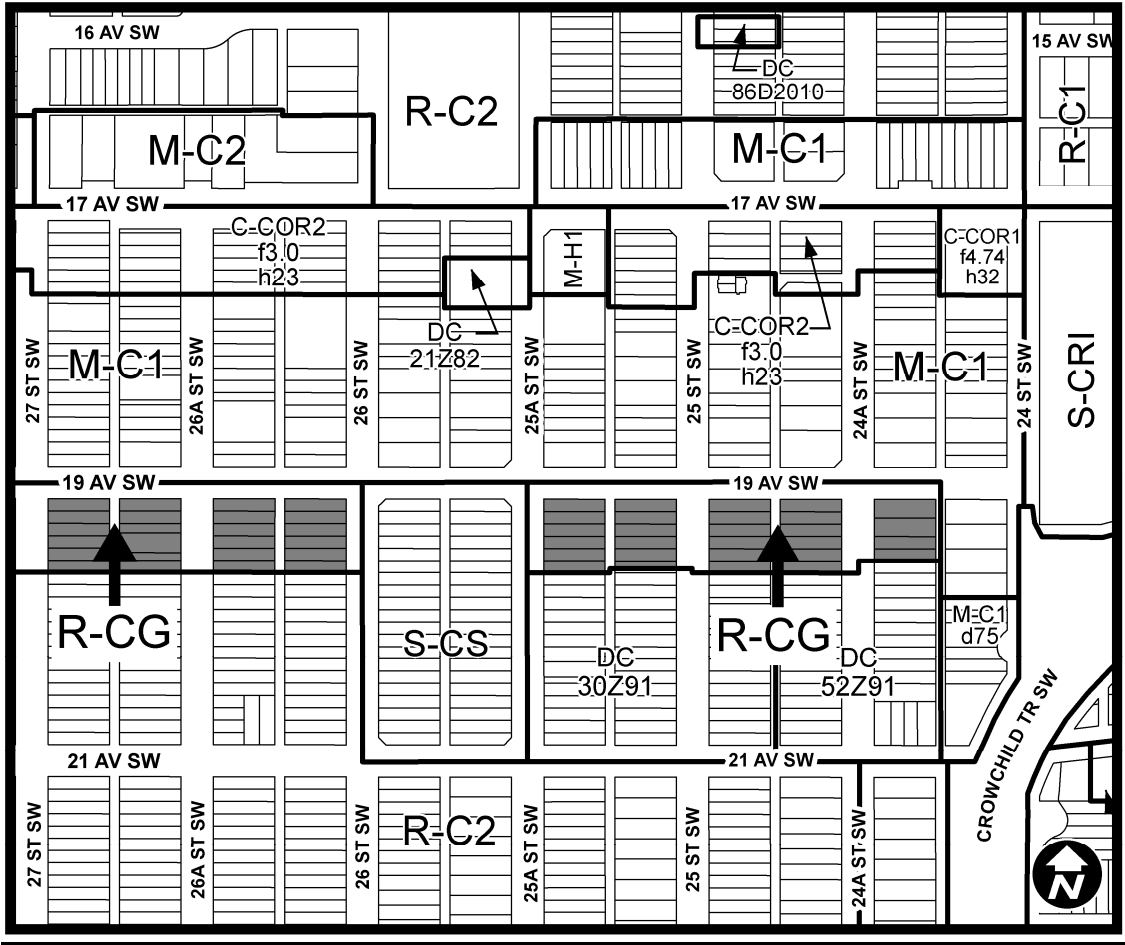 16 AV SW
15 AV SW
DC
86D2010
R-C2
R-C1
M-C2
M-C1
17 AV SW
17 AV SW
C-COR2
f3.0
h23
M-H1
C-COR1
f4.74
h32
DC
21Z82
C-COR2
f3.0
h23
M-C1
M-C1
S-CRI
27 ST SW
26A ST SW
26 ST SW
25A ST SW
25 ST SW
24A ST SW
24 ST SW
19 AV SW
19 AV SW
R-CG
S-CS
R-CG
DC
30Z91
DC
52Z91
M-C1
d75
CROWCHILD TR SW
21 AV SW
21 AV SW
R-C2
27 ST SW
26A ST SW
26 ST SW
25A ST SW
25 ST SW
24A ST SW
N